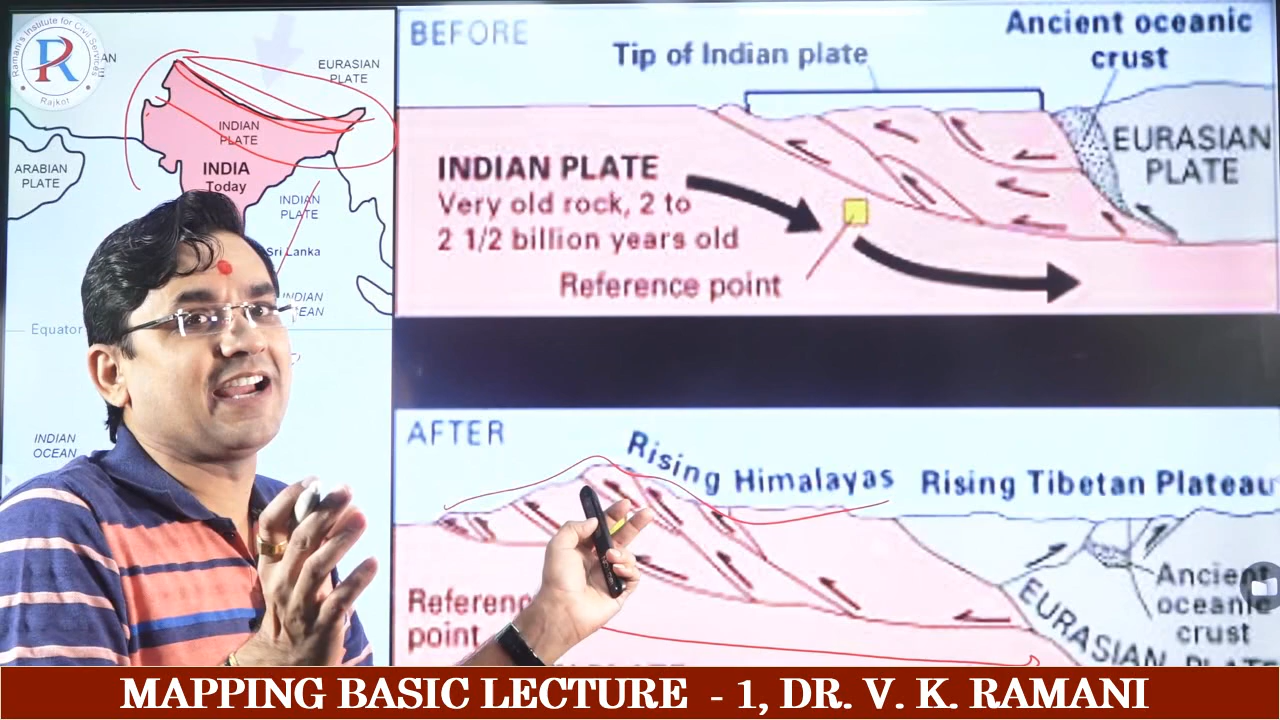 Ramani's Institute for Civil Services
R
• Rajkot •
EURASIAN
PLATE
INDIAN
PLATE
ARABIAN
PLATE
INDIA
Today
INDIAN
PLATE
Sri Lanka
Equator
INDIAN
OCEAN
BEFORE
Tip of Indian plate
Ancient oceanic
crust
EURASIAN
PLATE
INDIAN PLATE
Very old rock, 2 to
2 1/2 billion years old
Reference point
AFTER
Rising Himalayas
Rising Tibetan Plateau
point
Ancient
oceanic
crust
EURASIAN
MAPPING BASIC LECTURE - 1, DR. V. K. RAMANI